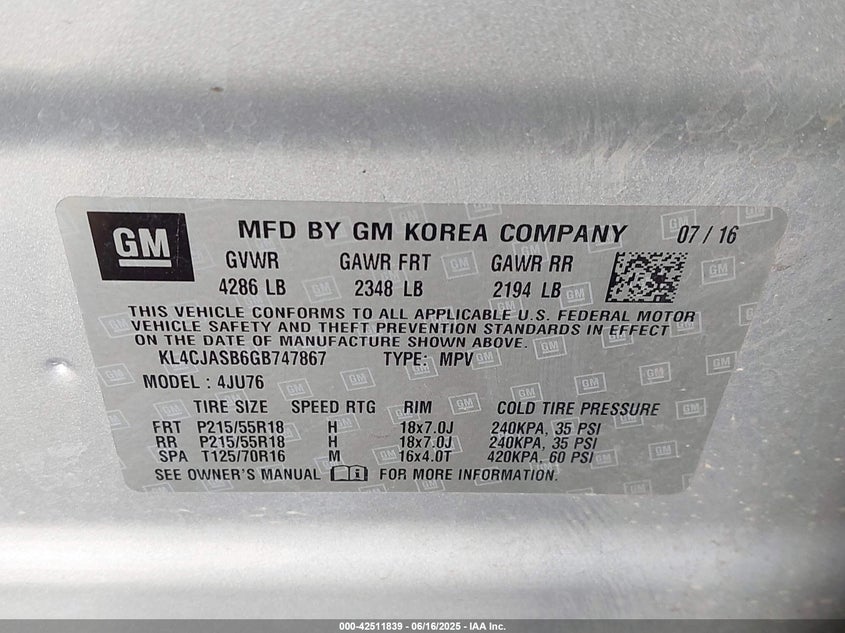 GM
MFD BY GM KOREA COMPANY 07 / 16
GVWR GAWR FRT GAWR RR
4286 LB 2348 LB 2194 LB
THIS VEHICLE CONFORMS TO ALL APPLICABLE U.S. FEDERAL MOTOR
VEHICLE SAFETY AND THEFT PREVENTION STANDARDS IN EFFECT
ON THE DATE OF MANUFACTURE SHOWN ABOVE.
KL4CJASB6GB747867 TYPE: MPV
MODEL : 4JU76
TIRE SIZE SPEED RTG RIM COLD TIRE PRESSURE
FRT P215/55R18 H 18x7.0J 240KPA, 35 PSI
RR P215/55R18 H 18x7.0J 240KPA, 35 PSI
SPA T125/70R16 M 16x4.0T 420KPA, 60 PSI
SEE OWNER'S MANUAL FOR MORE INFORMATION.
000-42511839 - 06/16/2025 - IAA Inc.